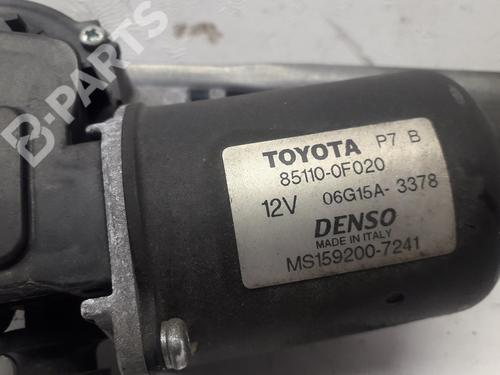 B-PARTS
TOYOTA P7 B
85110-0F020
12V 06G15A- 3378
DENSO
MADE IN ITALY
MS159200-7241